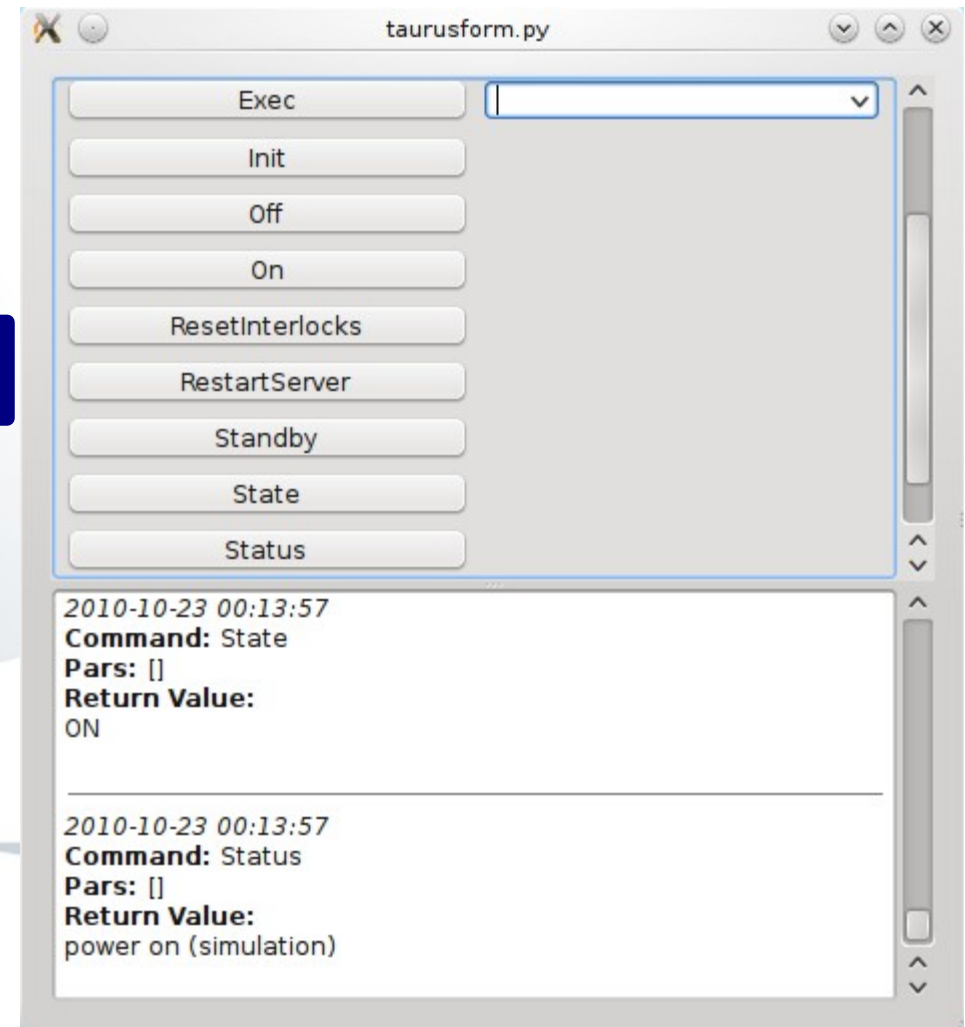 taurusform.py
Exec
Init
Off
On
ResetInterlocks
RestartServer
Standby
State
Status
2010-10-23 00:13:57
Command: State
Pars: []
Return Value:
ON
2010-10-23 00:13:57
Command: Status
Pars: []
Return Value:
power on (simulation)